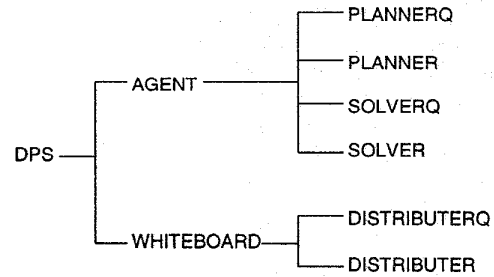 PLANNERQ
PLANNER
AGENT
SOLVERQ
SOLVER
DPS
DISTRIBUTERQ
WHITEBOARD
DISTRIBUTER